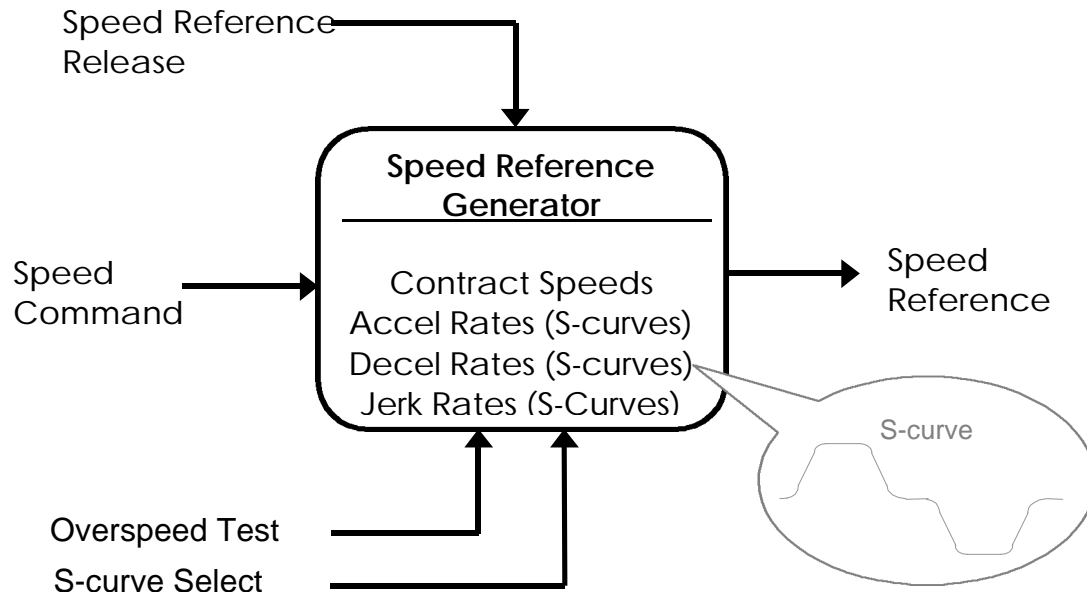 Speed Reference
Release
Speed Reference
Generator
Speed
Command
Contract Speeds
Accel Rates (S-curves)
Decel Rates (S-curves)
Jerk Rates (S-Curves)
Speed
Reference
S-curve
Overspeed Test
S-curve Select